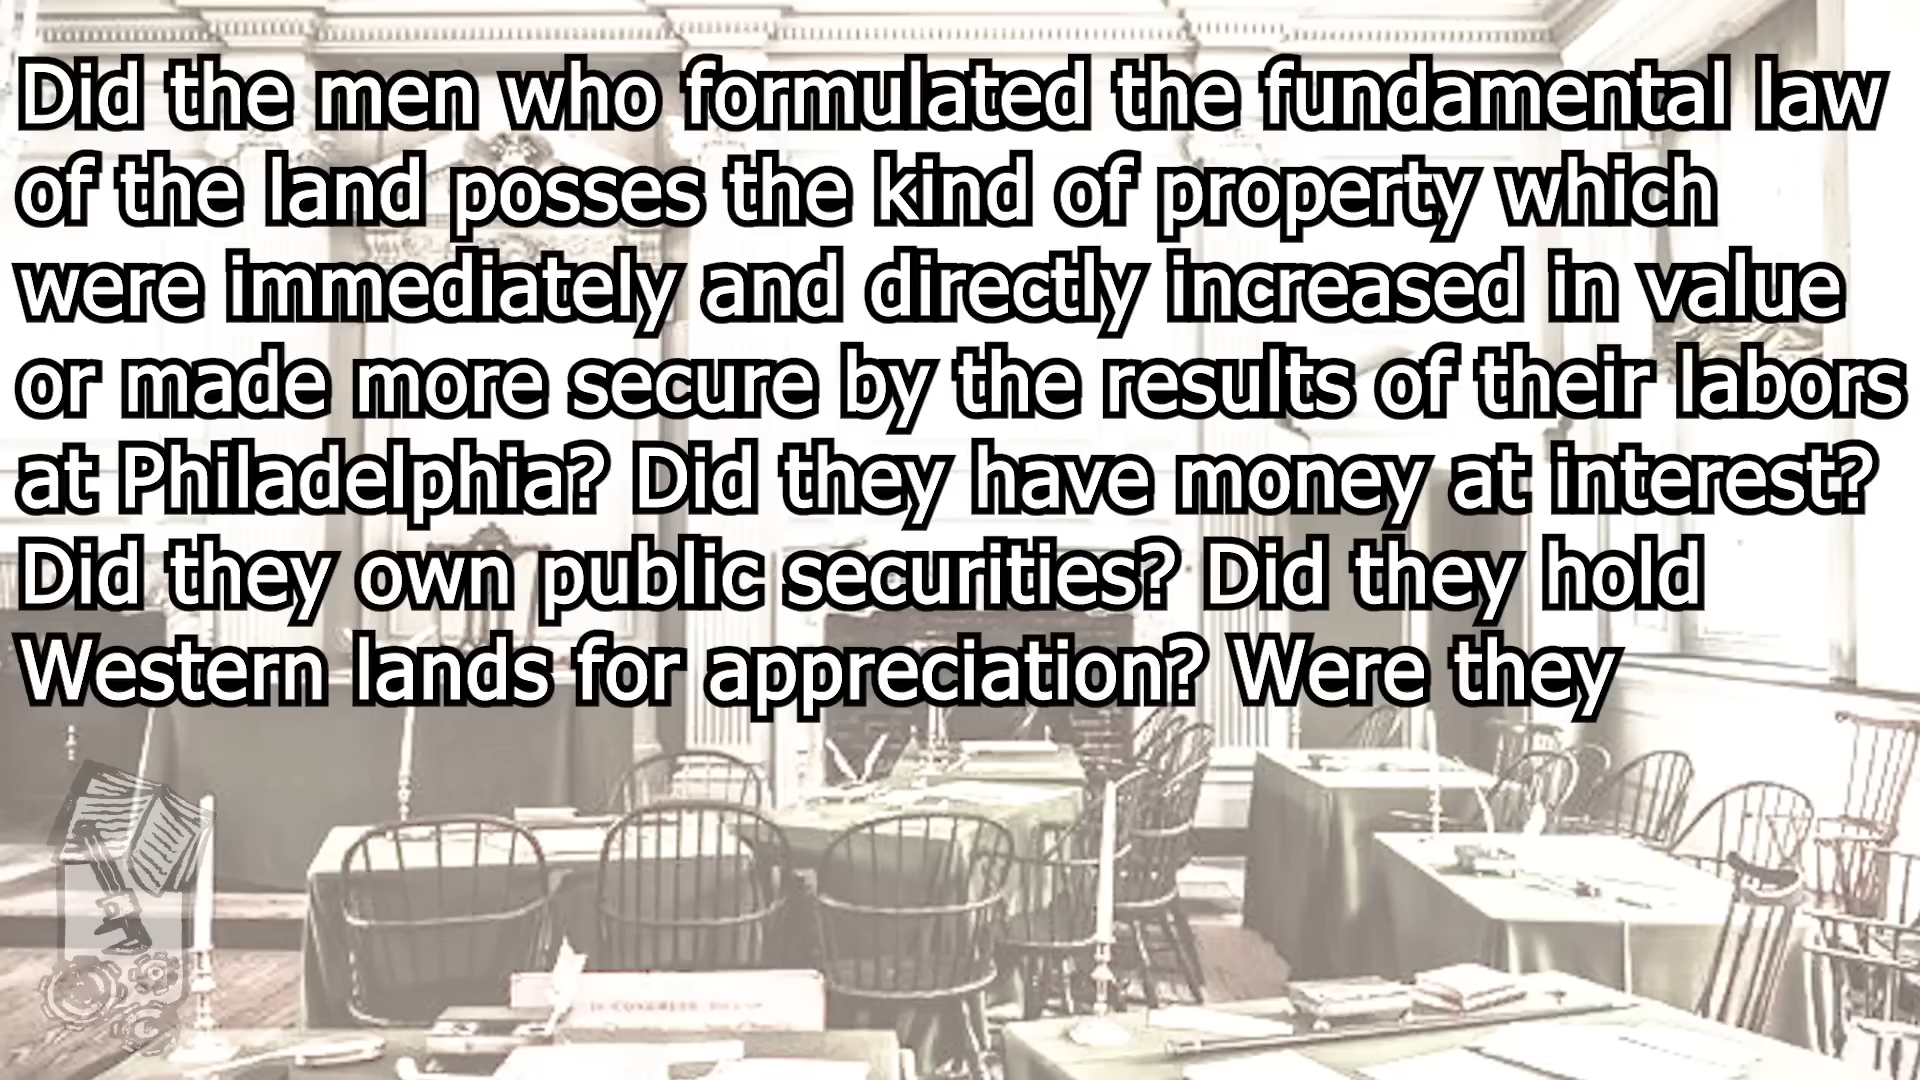 Did the men who formulated the fundamental law
of the land posses the kind of property which
were immediately and directly increased in value
or made more secure by the results of their labors
at Philadelphia? Did they have money at interest?
Did they own public securities? Did they hold
Western lands for appreciation? Were they